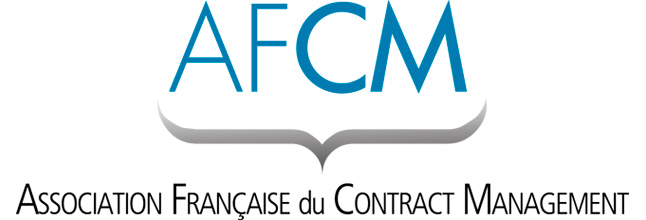 AFCM
ASSOCIATION FRANÇAISE du CONTRACT MANAGEMENT